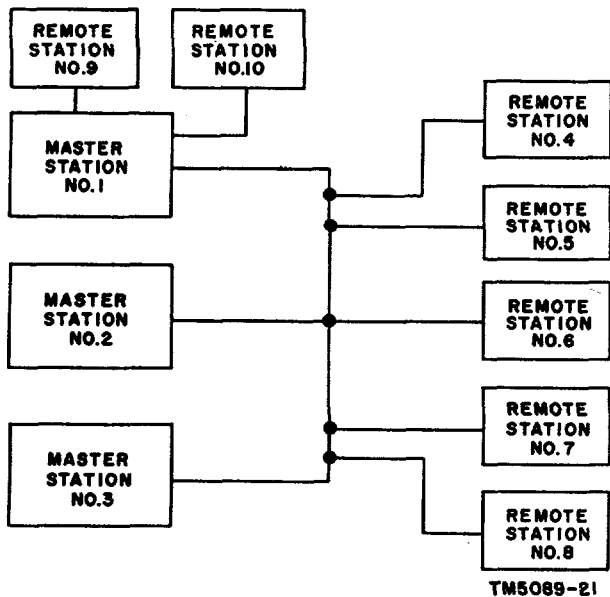 REMOTE
STATION
NO.9
REMOTE
STATION
NO.10
MASTER
STATION
NO.1
REMOTE
STATION
NO.4
REMOTE
STATION
NO.5
MASTER
STATION
NO.2
REMOTE
STATION
NO.6
REMOTE
STATION
NO.7
MASTER
STATION
NO.3
REMOTE
STATION
NO.8
TM5089-21